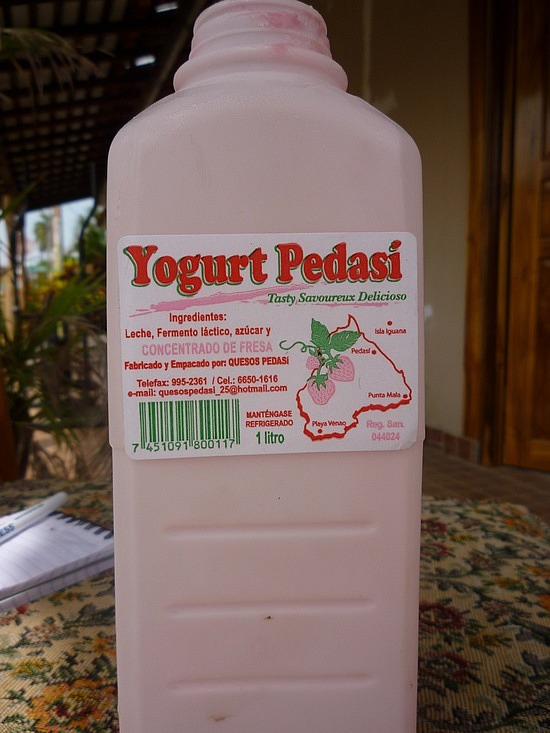 Yogurt Pedasí
Tasty Savoureux Delicioso
Ingredientes:
Leche, Fermento láctico, azúcar y
CONCENTRADO DE FRESA
Fabricado y Empacado por: QUESOS PEDASÍ
Telefax: 995-2361 / Cel.: 6650-1616
e-mail: quesospedasi_25@hotmail.com
7 451091 800117
MANTÉNGASE
REFRIGERADO
1 litro
Isla Iguana
Pedasí
Punta Mala
Playa Venao
Reg. San.
044024